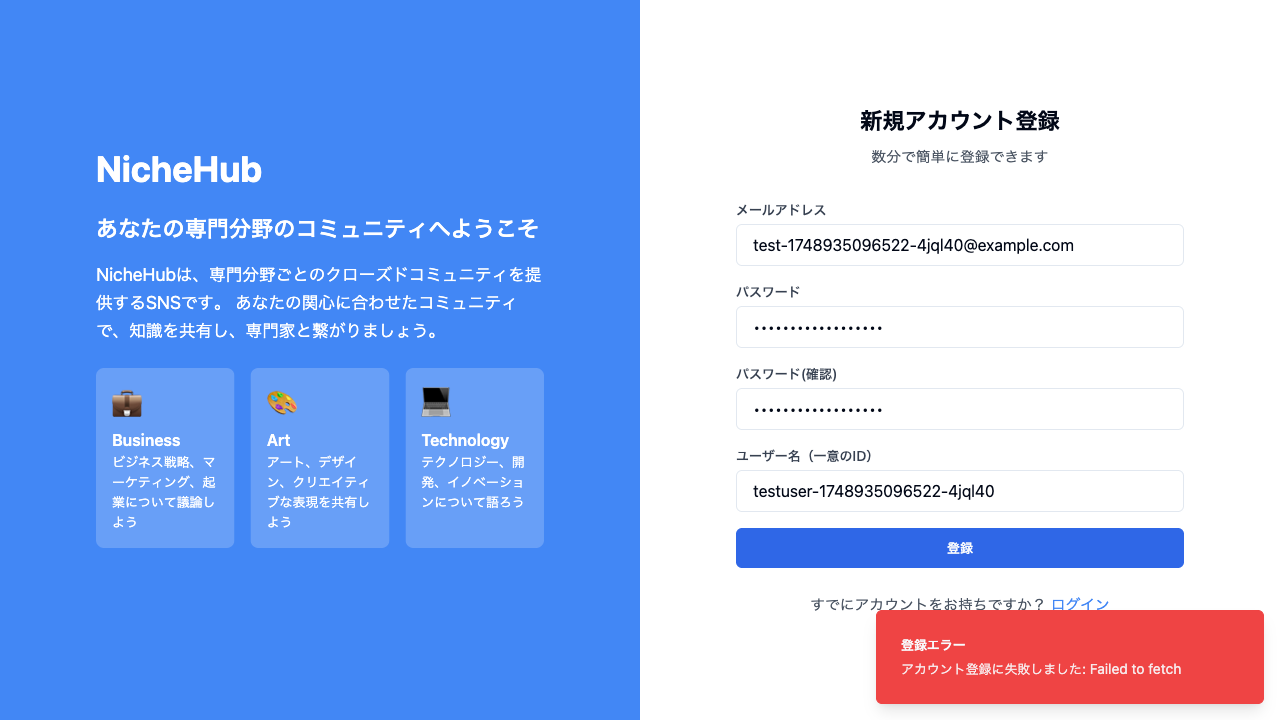 NicheHub
あなたの専門分野のコミュニティへようこそ
NicheHubは、専門分野ごとのクローズドコミュニティを提
供するSNSです。 あなたの関心に合わせたコミュニティ
で、知識を共有し、専門家と繋がりましょう。
Business
ビジネス戦略、マ
ーケティング、起
業について議論し
よう
Art
アート、デザイ
ン、クリエイティ
ブな表現を共有し
よう
Technology
テクノロジー、開
発、イノベーショ
ンについて語ろう
新規アカウント登録
数分で簡単に登録できます
メールアドレス
test-1748935096522-4jql40@example.com
パスワード
••••••••••••••••••
パスワード(確認)
••••••••••••••••••
ユーザー名（一意のID）
testuser-1748935096522-4jql40
登録
すでにアカウントをお持ちですか？ ログイン
登録エラー
アカウント登録に失敗しました: Failed to fetch